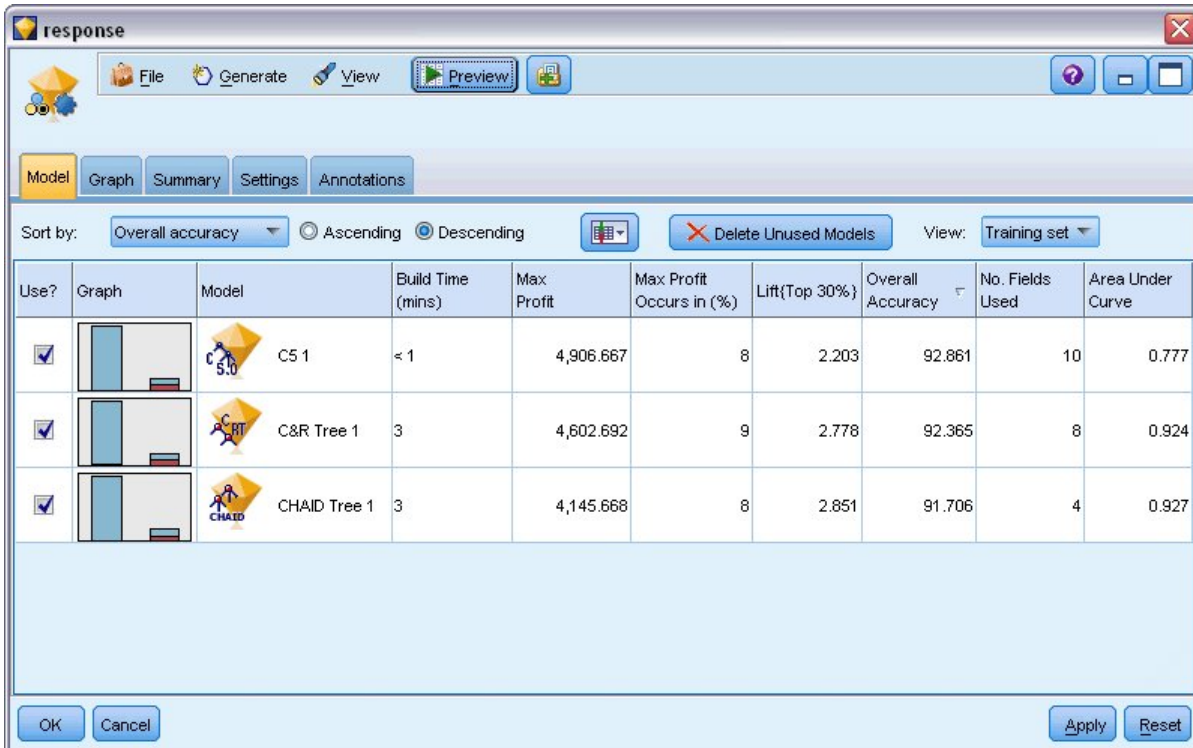 response
File Generate View Preview
Model Graph Summary Settings Annotations
Sort by: Overall accuracy Ascending Descending Delete Unused Models View: Training set
Use? Graph Model Build Time (mins) Max Profit Max Profit Occurs in (%) Lift{Top 30%} Overall Accuracy No. Fields Used Area Under Curve
C 5.0 C5 1 < 1 4,906.667 8 2.203 92.861 10 0.777
C RT C&R Tree 1 3 4,602.692 9 2.778 92.365 8 0.924
CHAID CHAID Tree 1 3 4,145.668 8 2.851 91.706 4 0.927
OK Cancel Apply Reset